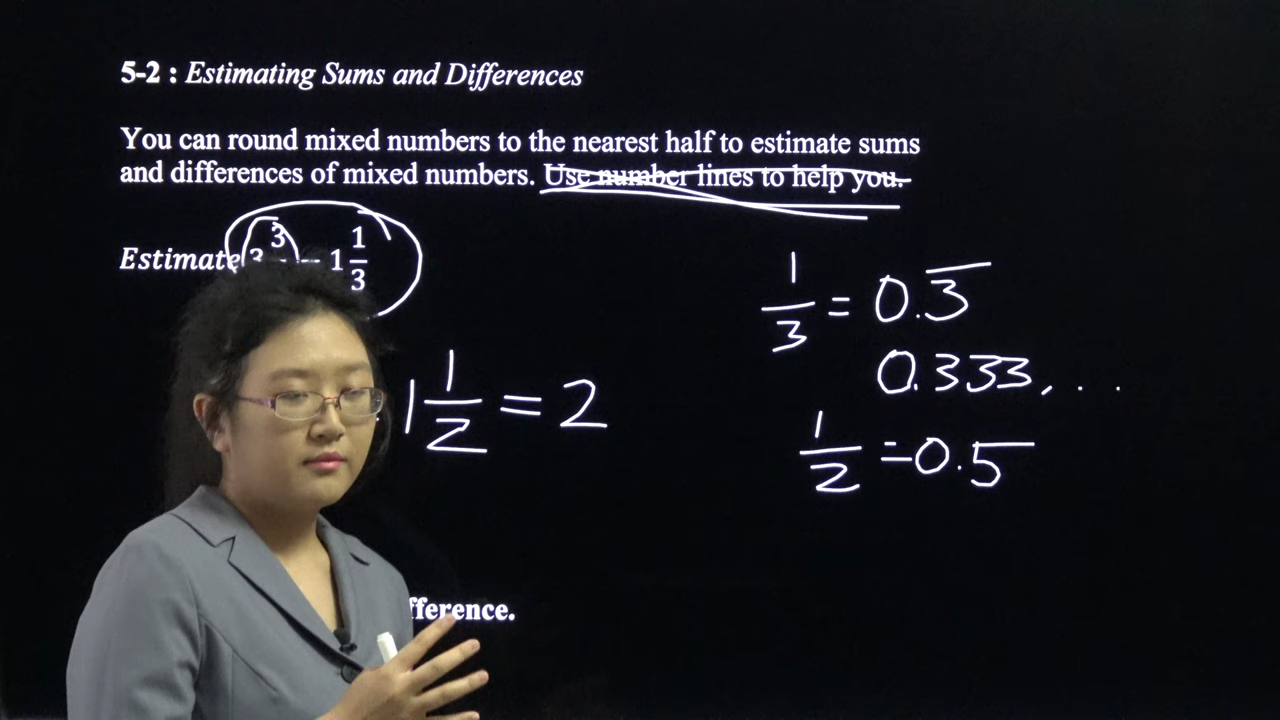 5-2 : Estimating Sums and Differences
You can round mixed numbers to the nearest half to estimate sums
and differences of mixed numbers. Use number lines to help you.
Estimate 3 3 − 1 1/3
1/3 = 0.3̅
0.333, . . .
1 1/2 = 2
1/2 = 0.5
fference.